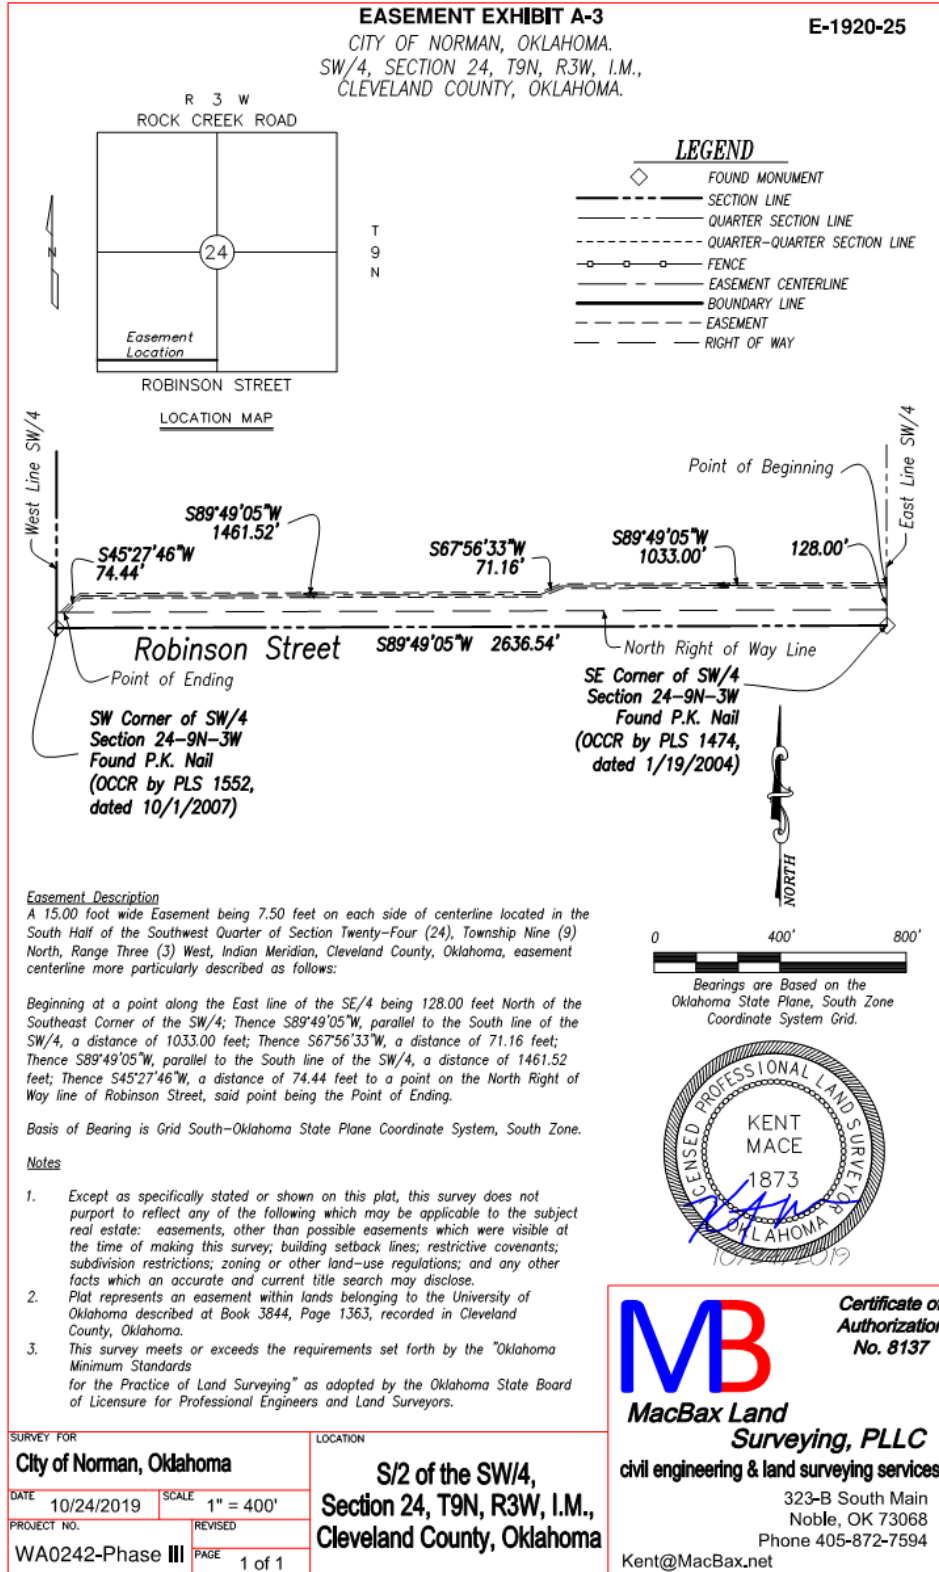 EASEMENT EXHIBIT A-3
E-1920-25
CITY OF NORMAN, OKLAHOMA.
SW/4, SECTION 24, T9N, R3W, I.M.,
CLEVELAND COUNTY, OKLAHOMA.
R 3 W
ROCK CREEK ROAD
N
24
T
9
N
Easement
Location
ROBINSON STREET
LOCATION MAP
LEGEND
FOUND MONUMENT
SECTION LINE
QUARTER SECTION LINE
QUARTER-QUARTER SECTION LINE
FENCE
EASEMENT CENTERLINE
BOUNDARY LINE
EASEMENT
RIGHT OF WAY
West Line SW/4
East Line SW/4
Point of Beginning
S89°49'05"W
1461.52'
S45°27'46"W
74.44'
S67°56'33"W
71.16'
S89°49'05"W
1033.00'
128.00'
Robinson Street
S89°49'05"W 2636.54'
North Right of Way Line
Point of Ending
SW Corner of SW/4
Section 24-9N-3W
Found P.K. Nail
(OCCR by PLS 1552,
dated 10/1/2007)
SE Corner of SW/4
Section 24-9N-3W
Found P.K. Nail
(OCCR by PLS 1474,
dated 1/19/2004)
NORTH
Easement Description
A 15.00 foot wide Easement being 7.50 feet on each side of centerline located in the
South Half of the Southwest Quarter of Section Twenty-Four (24), Township Nine (9)
North, Range Three (3) West, Indian Meridian, Cleveland County, Oklahoma, easement
centerline more particularly described as follows:
Beginning at a point along the East line of the SE/4 being 128.00 feet North of the
Southeast Corner of the SW/4; Thence S89°49'05"W, parallel to the South line of the
SW/4, a distance of 1033.00 feet; Thence S67°56'33"W, a distance of 71.16 feet;
Thence S89°49'05"W, parallel to the South line of the SW/4, a distance of 1461.52
feet; Thence S45°27'46"W, a distance of 74.44 feet to a point on the North Right of
Way line of Robinson Street, said point being the Point of Ending.
Basis of Bearing is Grid South-Oklahoma State Plane Coordinate System, South Zone.
0 400' 800'
Bearings are Based on the
Oklahoma State Plane, South Zone
Coordinate System Grid.
LICENSED PROFESSIONAL LAND SURVEYOR
KENT
MACE
1873
OKLAHOMA
10/24/2019
Notes
1. Except as specifically stated or shown on this plat, this survey does not
purport to reflect any of the following which may be applicable to the subject
real estate: easements, other than possible easements which were visible at
the time of making this survey; building setback lines; restrictive covenants;
subdivision restrictions; zoning or other land-use regulations; and any other
facts which an accurate and current title search may disclose.
2. Plat represents an easement within lands belonging to the University of
Oklahoma described at Book 3844, Page 1363, recorded in Cleveland
County, Oklahoma.
3. This survey meets or exceeds the requirements set forth by the "Oklahoma
Minimum Standards
for the Practice of Land Surveying" as adopted by the Oklahoma State Board
of Licensure for Professional Engineers and Land Surveyors.
MB
Certificate of
Authorization
No. 8137
MacBax Land
Surveying, PLLC
civil engineering & land surveying services
323-B South Main
Noble, OK 73068
Phone 405-872-7594
Kent@MacBax.net
SURVEY FOR
City of Norman, Oklahoma
DATE 10/24/2019 SCALE 1" = 400'
PROJECT NO. WA0242-Phase III
REVISED
PAGE 1 of 1
LOCATION
S/2 of the SW/4,
Section 24, T9N, R3W, I.M.,
Cleveland County, Oklahoma